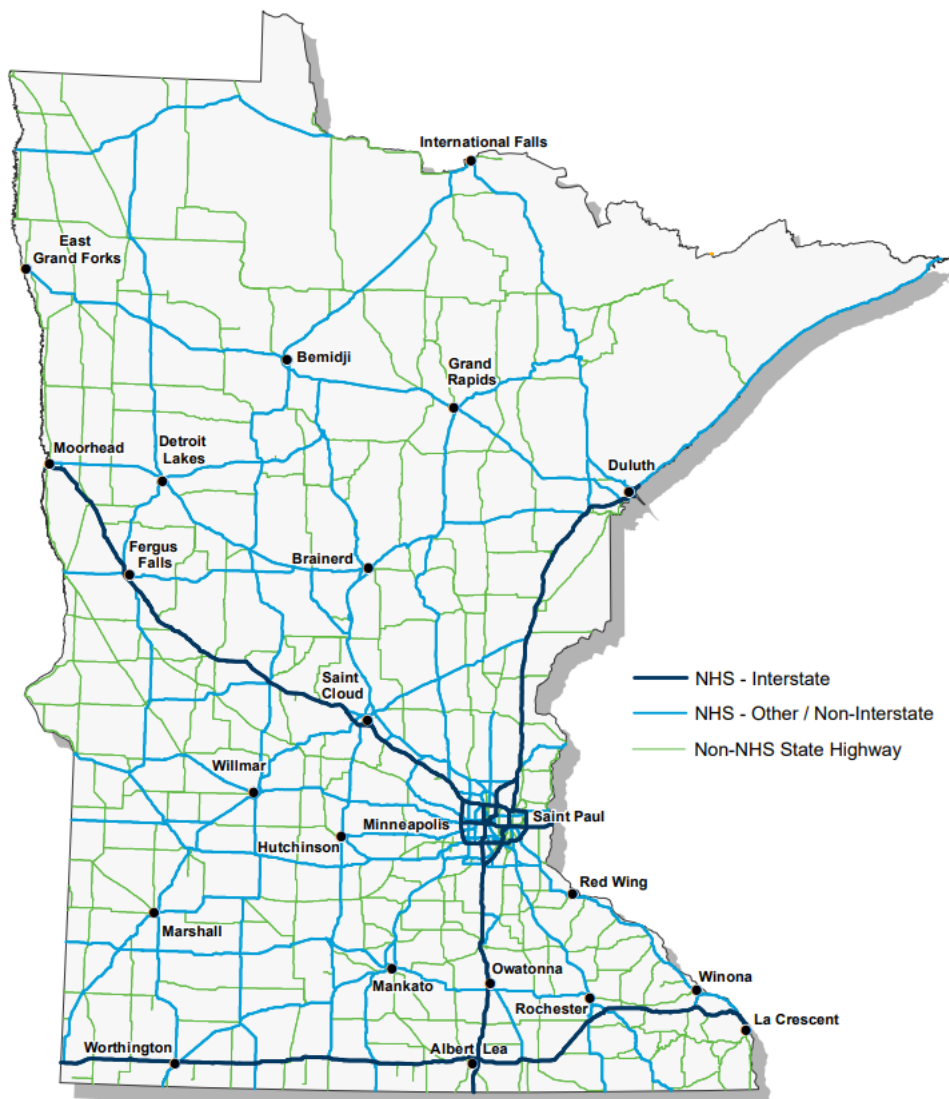 International Falls
East
Grand Forks
Bemidji
Grand
Rapids
Moorhead
Detroit
Lakes
Duluth
Fergus
Falls
Brainerd
NHS - Interstate
Saint
Cloud
NHS - Other / Non-Interstate
Non-NHS State Highway
Willmar
Minneapolis
Saint Paul
Hutchinson
Red Wing
Marshall
Owatonna
Winona
Mankato
Rochester
La Crescent
Worthington
Albert Lea